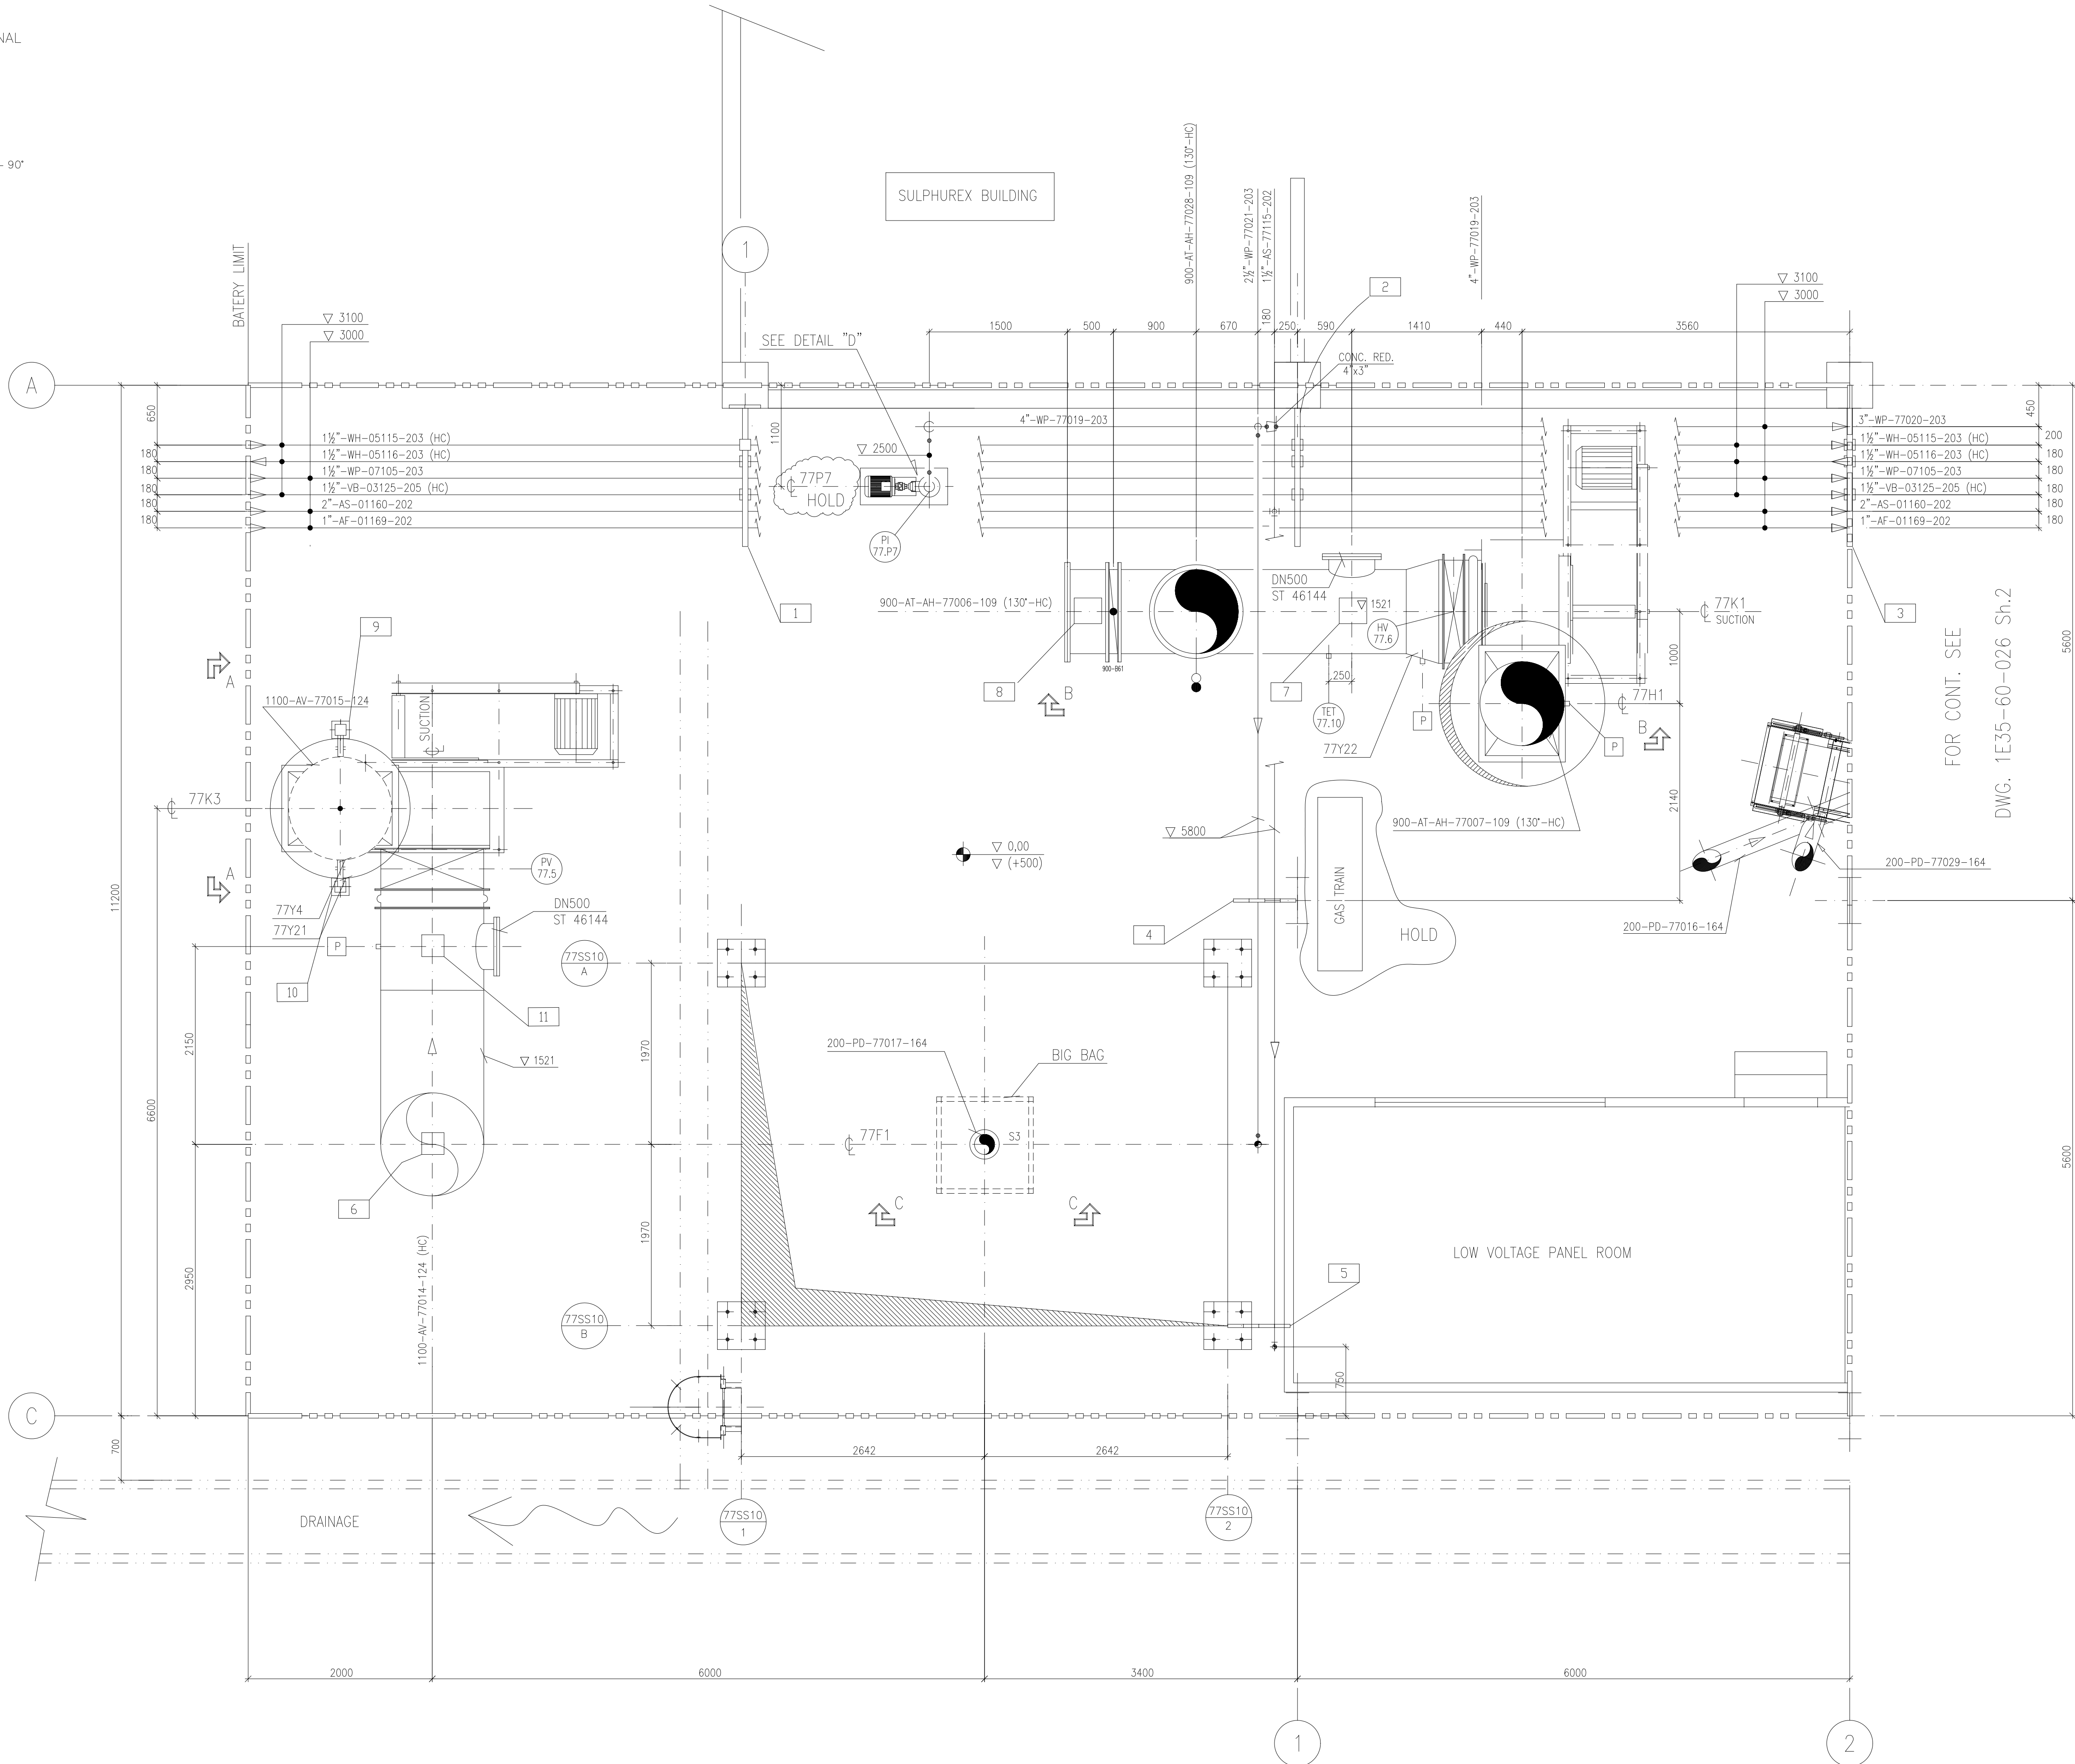 NAL
- 90°
SULPHUREX BUILDING
BATERY LIMIT
1
900-AT-AH-77028-109 (130°-HC)
2½"-WP-77021-203
1½"-AS-77115-202
4"-WP-77019-203
2
▽ 3100
▽ 3000
▽ 3100
▽ 3000
SEE DETAIL "D"
1500
500
900
670
180
250
590
1410
440
3560
CONC. RED.
4"x3"
A
650
180
180
180
180
180
1½"-WH-05115-203 (HC)
1½"-WH-05116-203 (HC)
1½"-WP-07105-203
1½"-VB-03125-205 (HC)
2"-AS-01160-202
1"-AF-01169-202
1100
4"-WP-77019-203
▽ 2500
77P7
HOLD
PI
77.P7
3"-WP-77020-203
1½"-WH-05115-203 (HC)
1½"-WH-05116-203 (HC)
1½"-WP-07105-203
1½"-VB-03125-205 (HC)
2"-AS-01160-202
1"-AF-01169-202
450
200
180
180
180
180
180
1
900-AT-AH-77006-109 (130°-HC)
900-B61
8
DN500
ST 46144
▽ 1521
HV
77.6
7
250
TET
77.10
77Y22
P
P
77K1
SUCTION
3
1000
77H1
B
B
2140
5600
FOR CONT. SEE
DWG. 1E35-60-026 Sh.2
9
A
1100-AV-77015-124
SUCTION
77K3
A
PV
77.5
77Y4
77Y21
DN500
ST 46144
P
10
11
▽ 0,00
▽ (+500)
▽ 5800
900-AT-AH-77007-109 (130°-HC)
GAS TRAIN
HOLD
4
200-PD-77029-164
200-PD-77016-164
11200
2150
6600
2950
700
77SS10
A
1970
1970
▽ 1521
200-PD-77017-164
BIG BAG
77F1
S3
C
C
6
1100-AV-77014-124 (HC)
77SS10
B
5
750
LOW VOLTAGE PANEL ROOM
5600
C
2642
2642
77SS10
1
77SS10
2
DRAINAGE
2000
6000
3400
6000
1
2